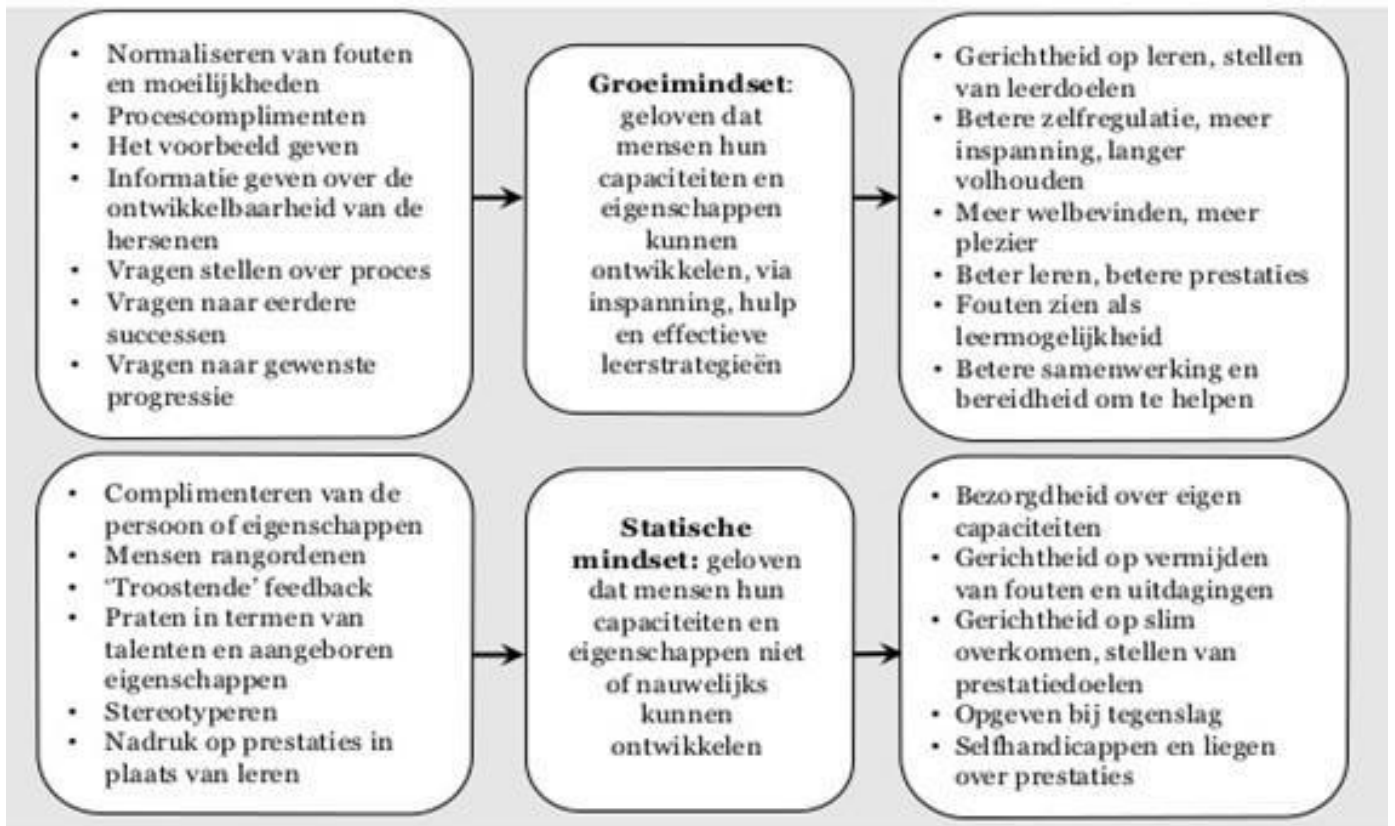 • Normaliseren van fouten
en moeilijkheden
• Procescomplimenten
• Het voorbeeld geven
• Informatie geven over de
ontwikkelbaarheid van de
hersenen
• Vragen stellen over proces
• Vragen naar eerdere
successen
• Vragen naar gewenste
progressie
Groeimindset:
geloven dat
mensen hun
capaciteiten en
eigenschappen
kunnen
ontwikkelen, via
inspanning, hulp
en effectieve
leerstrategieën
• Gerichtheid op leren, stellen
van leerdoelen
• Betere zelfregulatie, meer
inspanning, langer
volhouden
• Meer welbevinden, meer
plezier
• Beter leren, betere prestaties
• Fouten zien als
leermogelijkheid
• Betere samenwerking en
bereidheid om te helpen
• Complimenteren van de
persoon of eigenschappen
• Mensen rangordenen
• ‘Troostende’ feedback
• Praten in termen van
talenten en aangeboren
eigenschappen
• Stereotyperen
• Nadruk op prestaties in
plaats van leren
Statische
mindset: geloven
dat mensen hun
capaciteiten en
eigenschappen niet
of nauwelijks
kunnen
ontwikkelen
• Bezorgdheid over eigen
capaciteiten
• Gerichtheid op vermijden
van fouten en uitdagingen
• Gerichtheid op slim
overkomen, stellen van
prestatiedoelen
• Opgeven bij tegenslag
• Selfhandicappen en liegen
over prestaties